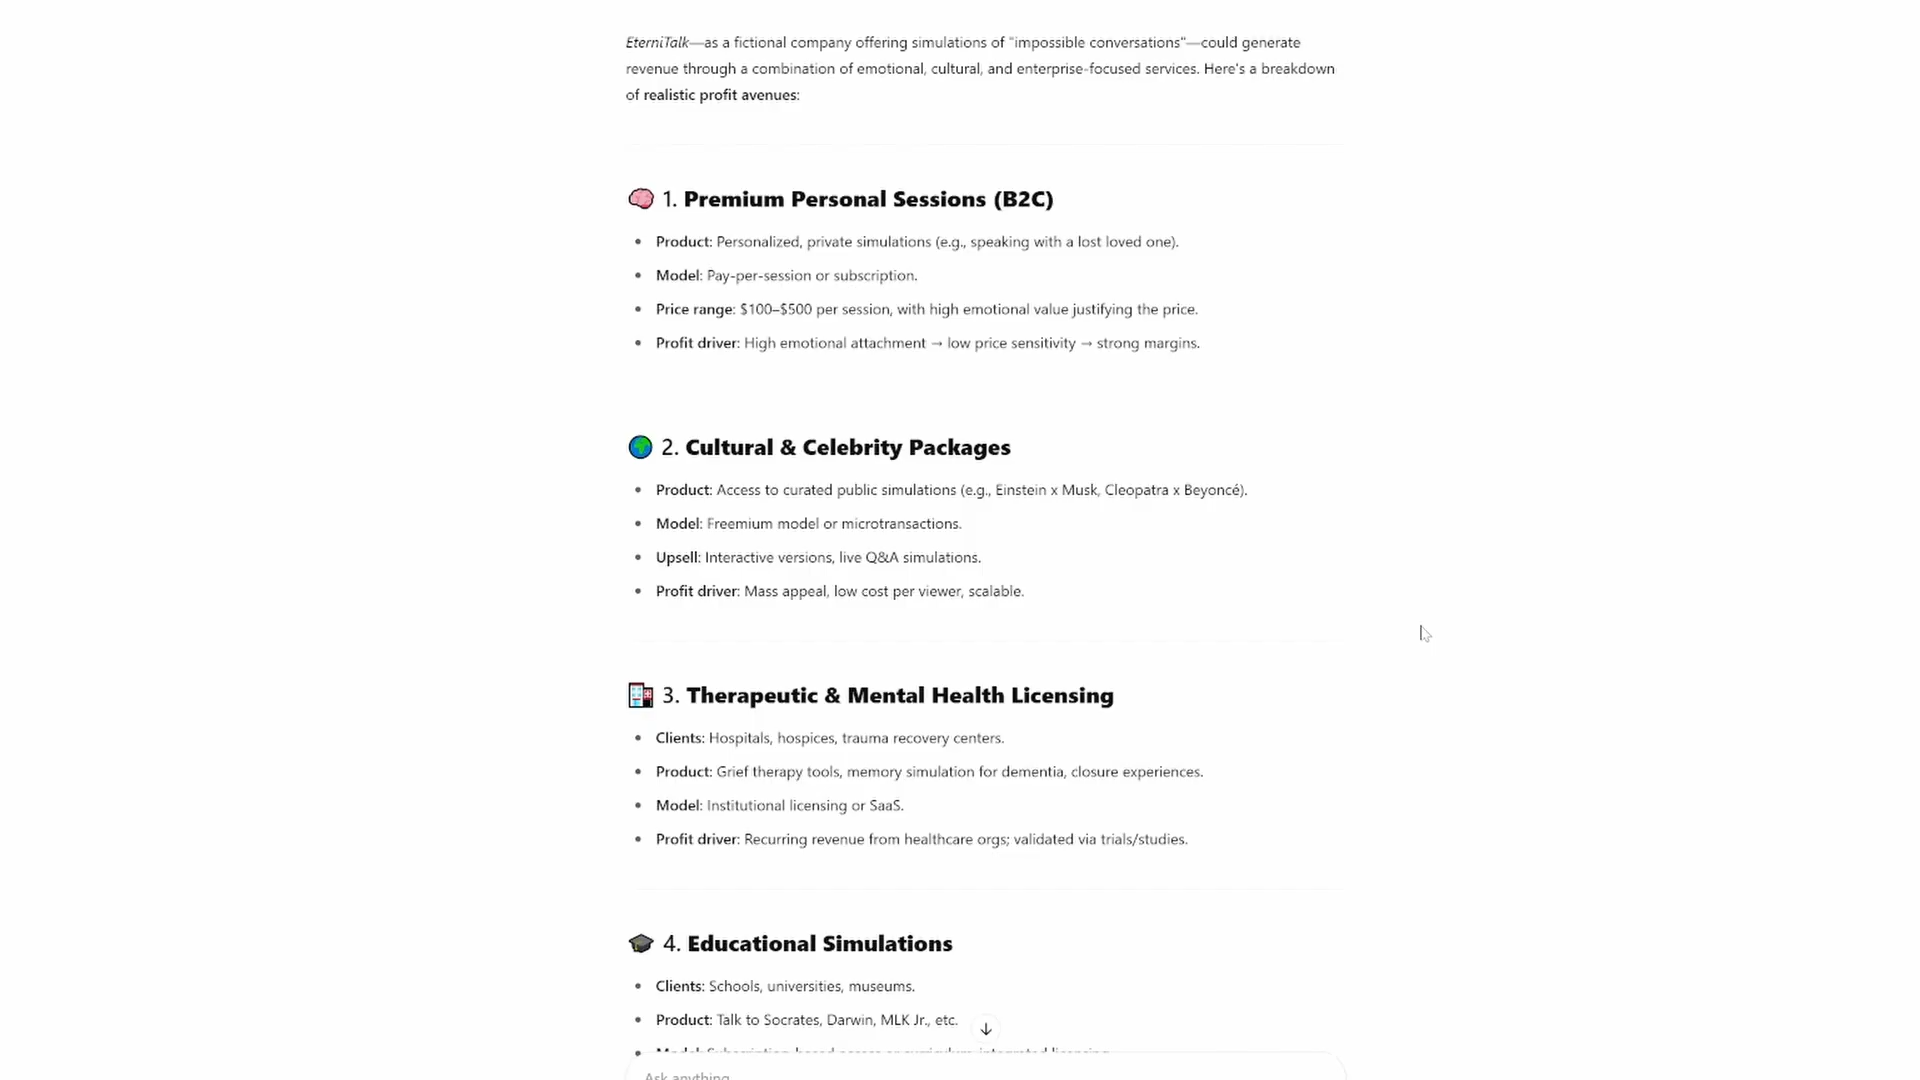 EterniTalk—as a fictional company offering simulations of "impossible conversations"—could generate
revenue through a combination of emotional, cultural, and enterprise-focused services. Here's a breakdown
of realistic profit avenues:
1. Premium Personal Sessions (B2C)
Product: Personalized, private simulations (e.g., speaking with a lost loved one).
Model: Pay-per-session or subscription.
Price range: $100–$500 per session, with high emotional value justifying the price.
Profit driver: High emotional attachment → low price sensitivity → strong margins.
2. Cultural & Celebrity Packages
Product: Access to curated public simulations (e.g., Einstein x Musk, Cleopatra x Beyoncé).
Model: Freemium model or microtransactions.
Upsell: Interactive versions, live Q&A simulations.
Profit driver: Mass appeal, low cost per viewer, scalable.
3. Therapeutic & Mental Health Licensing
Clients: Hospitals, hospices, trauma recovery centers.
Product: Grief therapy tools, memory simulation for dementia, closure experiences.
Model: Institutional licensing or SaaS.
Profit driver: Recurring revenue from healthcare orgs; validated via trials/studies.
4. Educational Simulations
Clients: Schools, universities, museums.
Product: Talk to Socrates, Darwin, MLK Jr., etc.
Ask anything